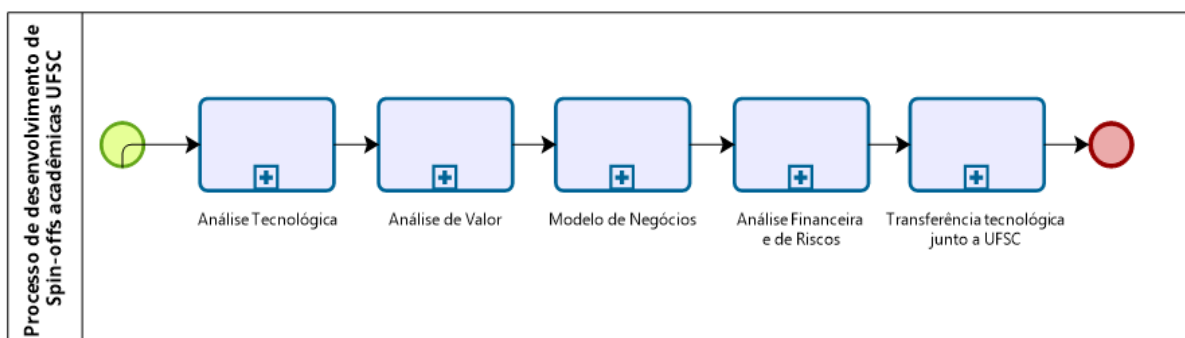 Processo de desenvolvimento de
Spin-offs acadêmicas UFSC
Análise Tecnológica
Análise de Valor
Modelo de Negócios
Análise Financeira
e de Riscos
Transferência tecnológica
junto a UFSC